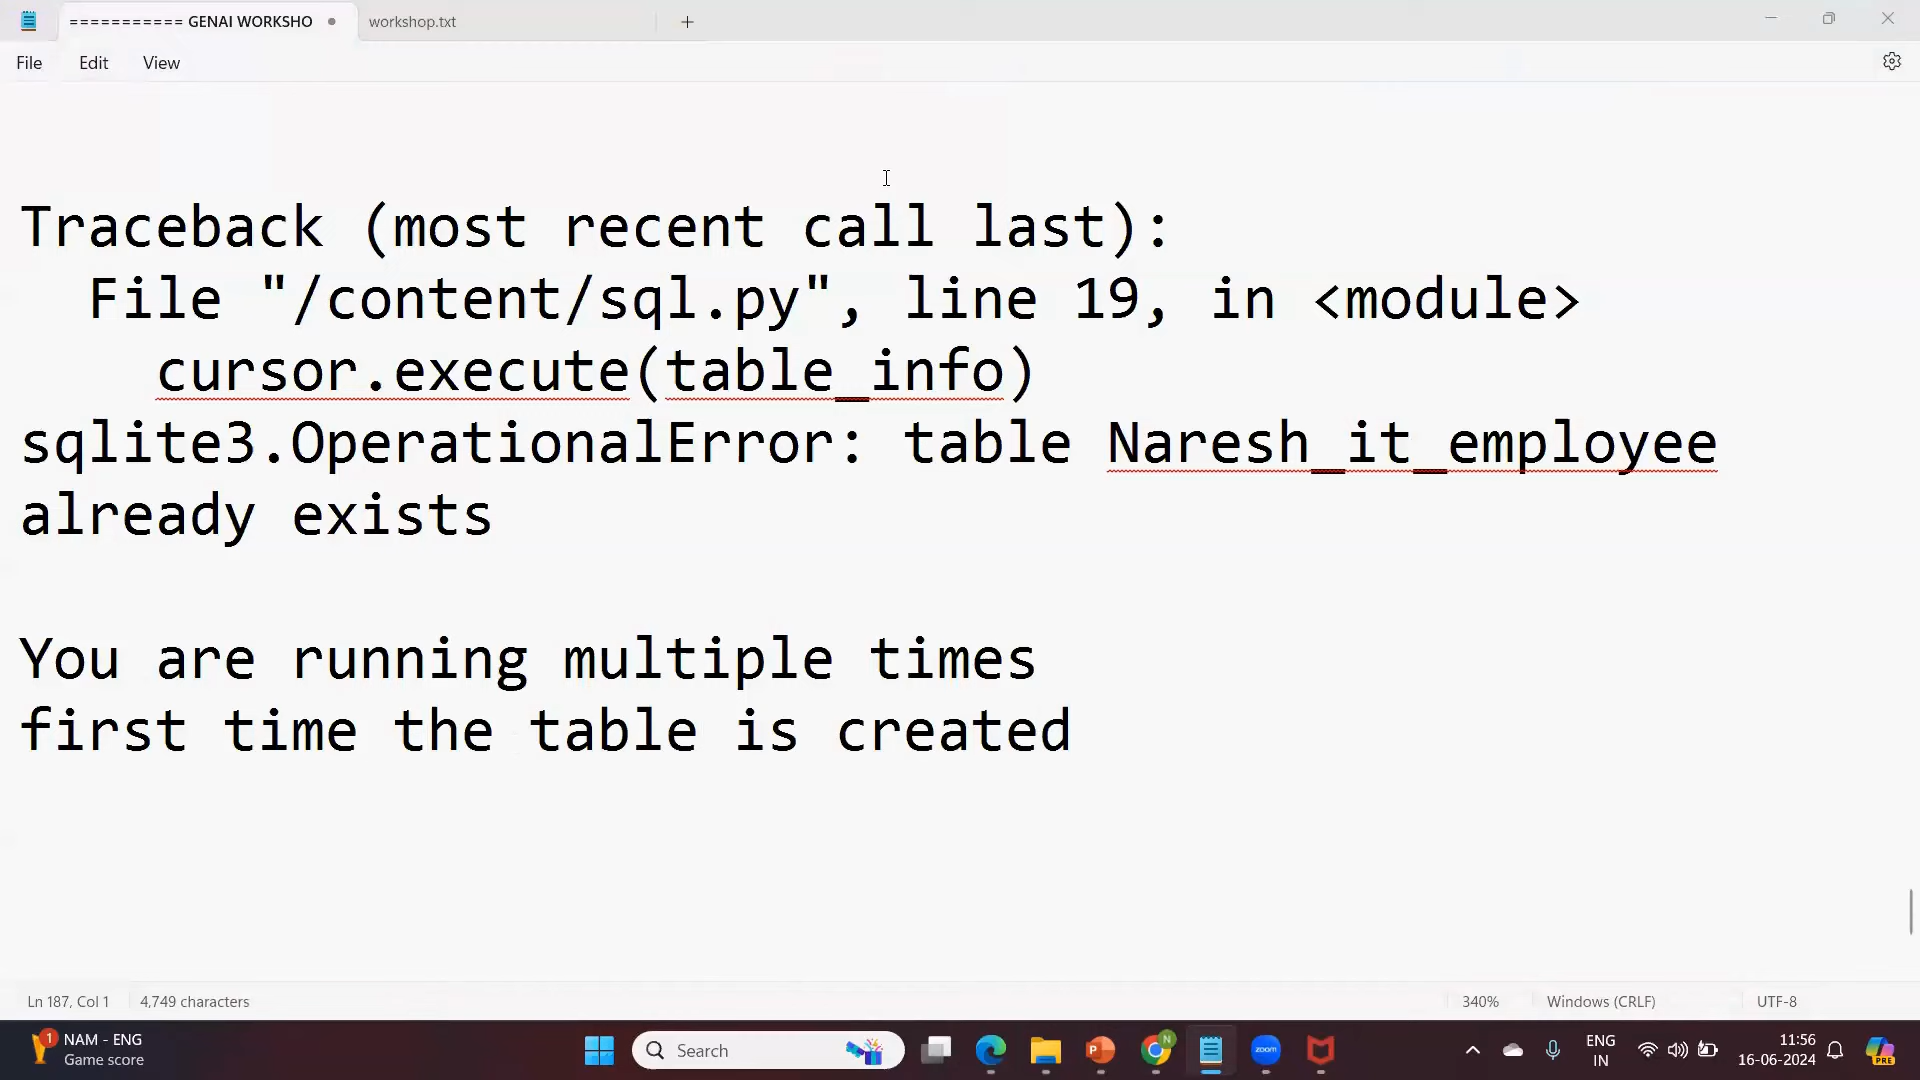 =========== GENAI WORKSHO
workshop.txt
File Edit View
Traceback (most recent call last):
File "/content/sql.py", line 19, in <module>
cursor.execute(table_info)
sqlite3.OperationalError: table Naresh_it_employee
already exists
You are running multiple times
first time the table is created
Ln 187, Col 1 4,749 characters 340% Windows (CRLF) UTF-8
1
NAM - ENG
Game score
Search
P
N
zoom
ENG
IN
11:56
16-06-2024
PRE